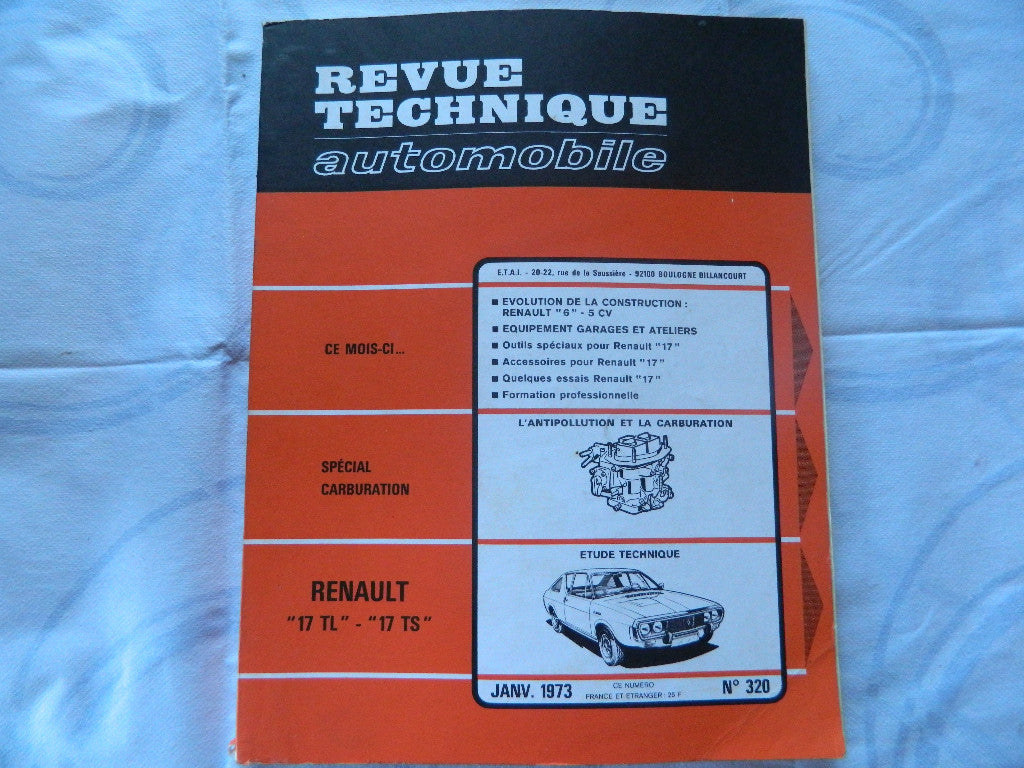 REVUE
TECHNIQUE
automobile
E.T.A.I. - 20-22, rue de la Saussière - 92100 BOULOGNE BILLANCOURT
CE MOIS-CI...
■ EVOLUTION DE LA CONSTRUCTION :
RENAULT "6" - 5 CV
■ EQUIPEMENT GARAGES ET ATELIERS
■ Outils spéciaux pour Renault "17"
■ Accessoires pour Renault "17"
■ Quelques essais Renault "17"
■ Formation professionnelle
SPÉCIAL
CARBURATION
L'ANTIPOLLUTION ET LA CARBURATION
RENAULT
"17 TL" - "17 TS"
ETUDE TECHNIQUE
JANV. 1973
CE NUMÉRO
FRANCE ET ETRANGER : 25 F
N° 320